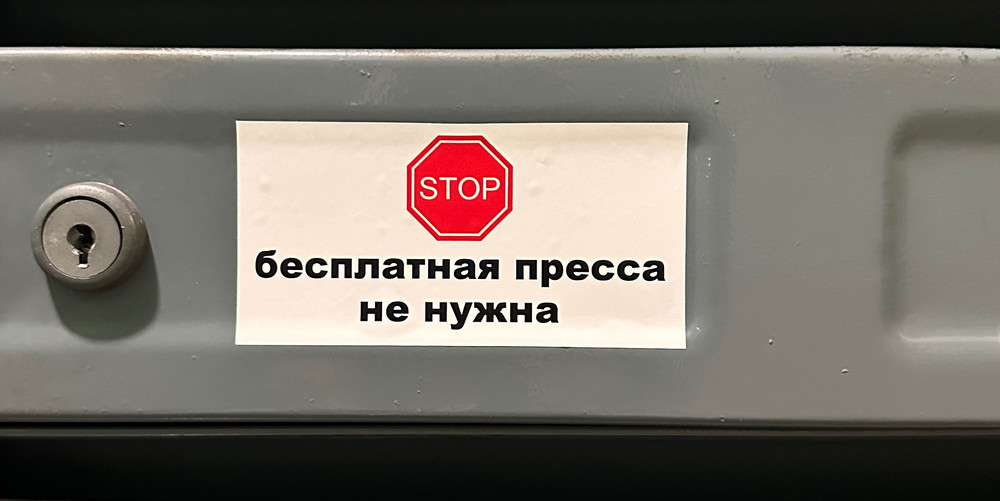 STOP
бесплатная пресса
не нужна